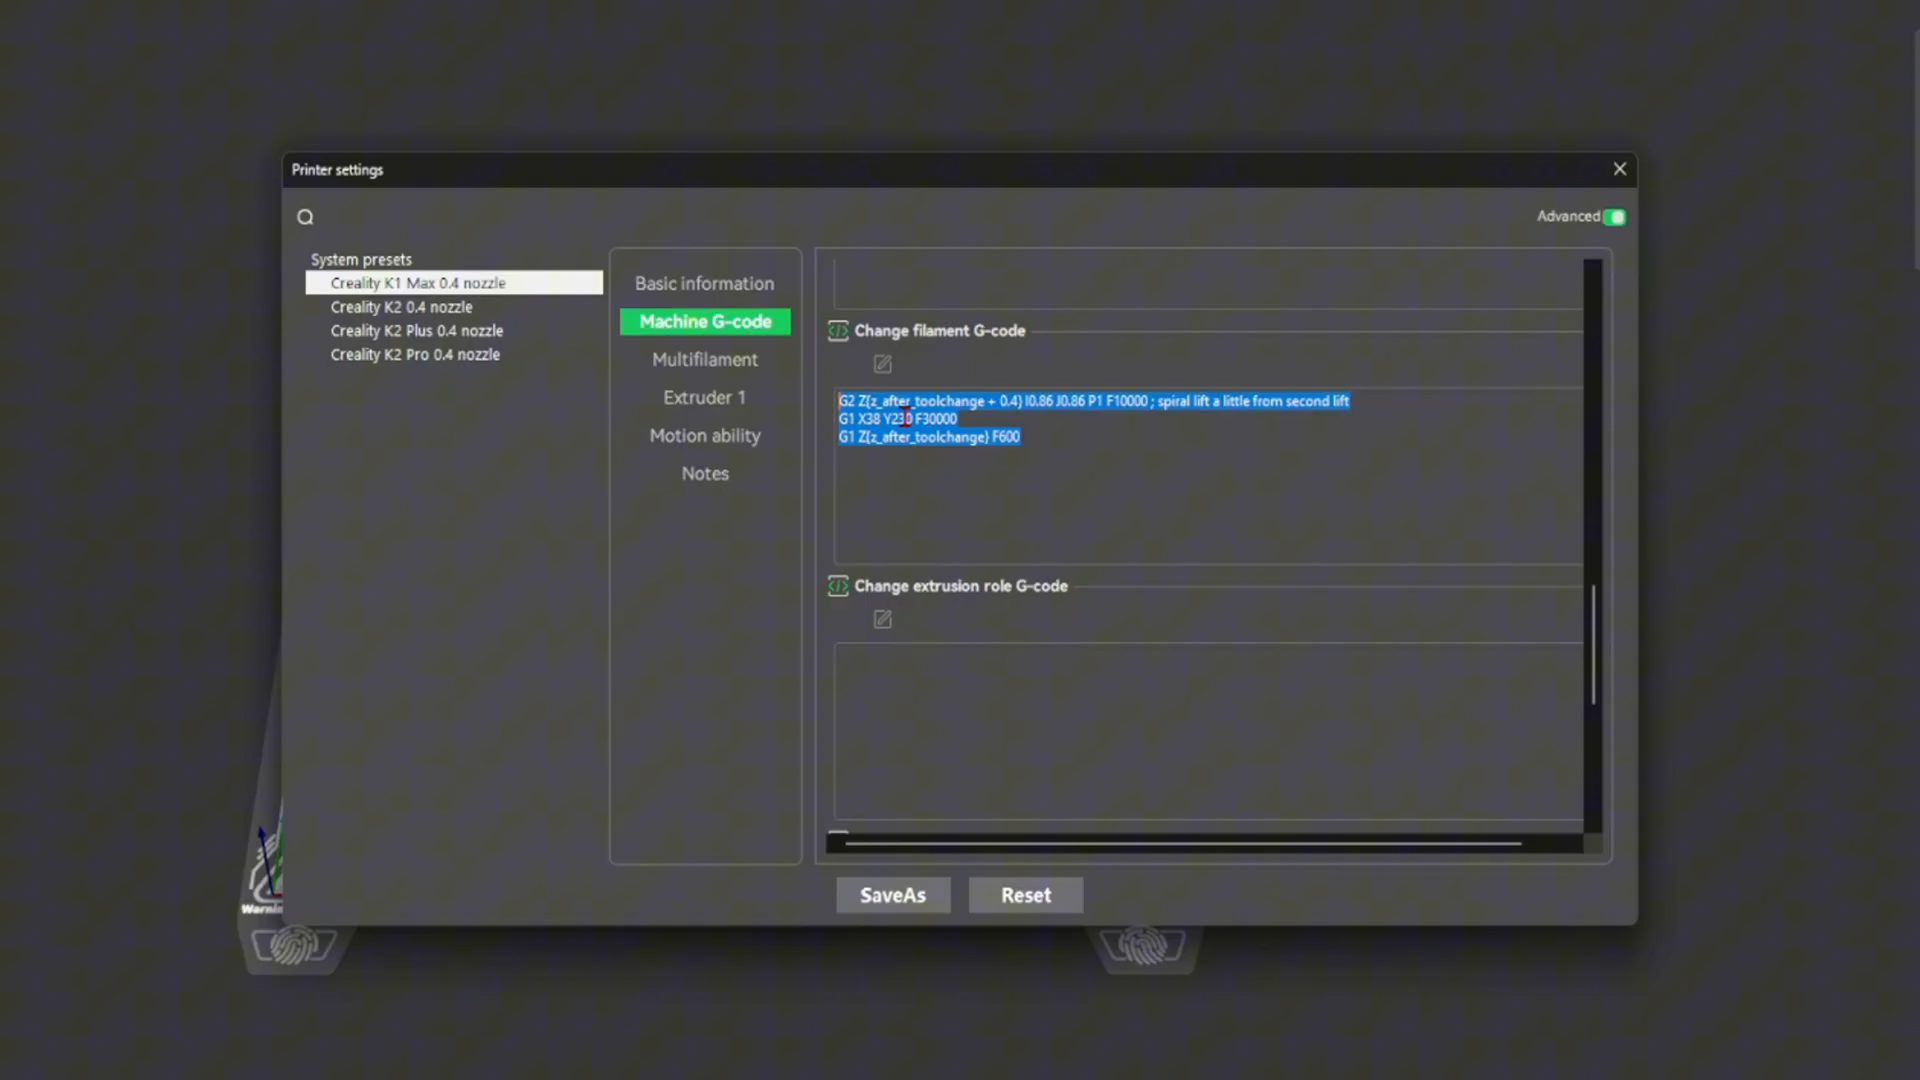 Printer settings
Advanced
System presets
Creality K1 Max 0.4 nozzle
Creality K2 0.4 nozzle
Creality K2 Plus 0.4 nozzle
Creality K2 Pro 0.4 nozzle
Basic information
Machine G-code
Multifilament
Extruder 1
Motion ability
Notes
Change filament G-code
G2 Z{z_after_toolchange + 0.4} I0.86 J0.86 P1 F10000 ; spiral lift a little from second lift
G1 X38 Y230 F30000
G1 Z{z_after_toolchange} F600
Change extrusion role G-code
SaveAs
Reset